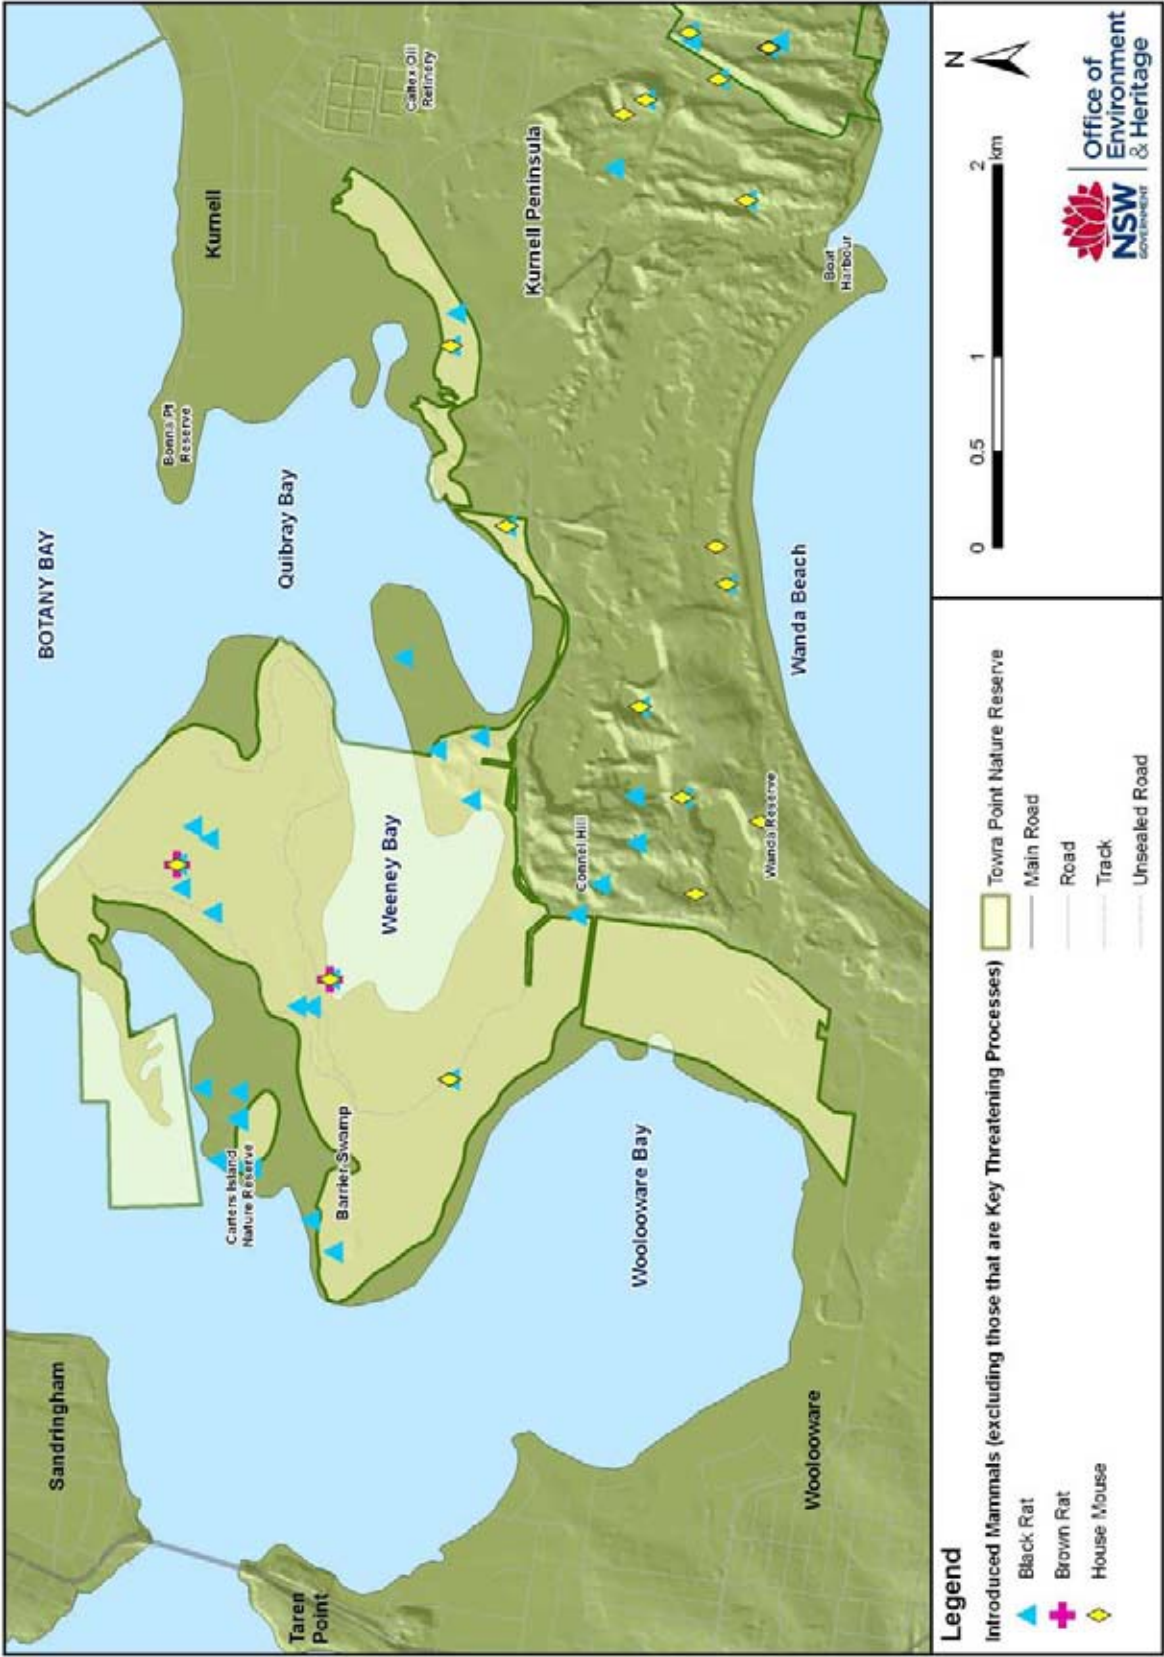 Sandringham
BOTANY BAY
Kurnell
Bonna Pt
Reserve
Caltex Oil
Refinery
Taren
Point
Carters Island
Nature Reserve
Quibray Bay
Barrier Swamp
Weeney Bay
Kurnell Peninsula
Connel Hill
Woolooware Bay
Wanda Reserve
Wanda Beach
Boat
Harbour
Woolooware
Legend
Introduced Mammals (excluding those that are Key Threatening Processes)
Black Rat
Brown Rat
House Mouse
Towra Point Nature Reserve
Main Road
Road
Track
Unsealed Road
0 0.5 1 2
km
N
NSW
GOVERNMENT
Office of
Environment
& Heritage